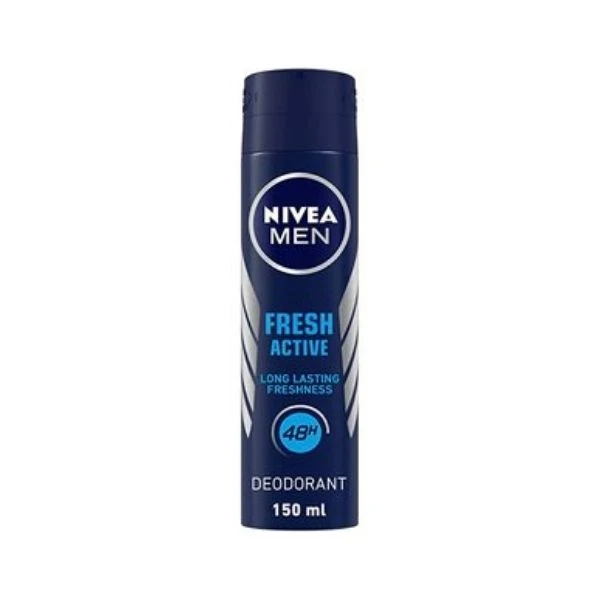 NIVEA
MEN
FRESH
ACTIVE
LONG LASTING
FRESHNESS
48H
DEODORANT
150 ml